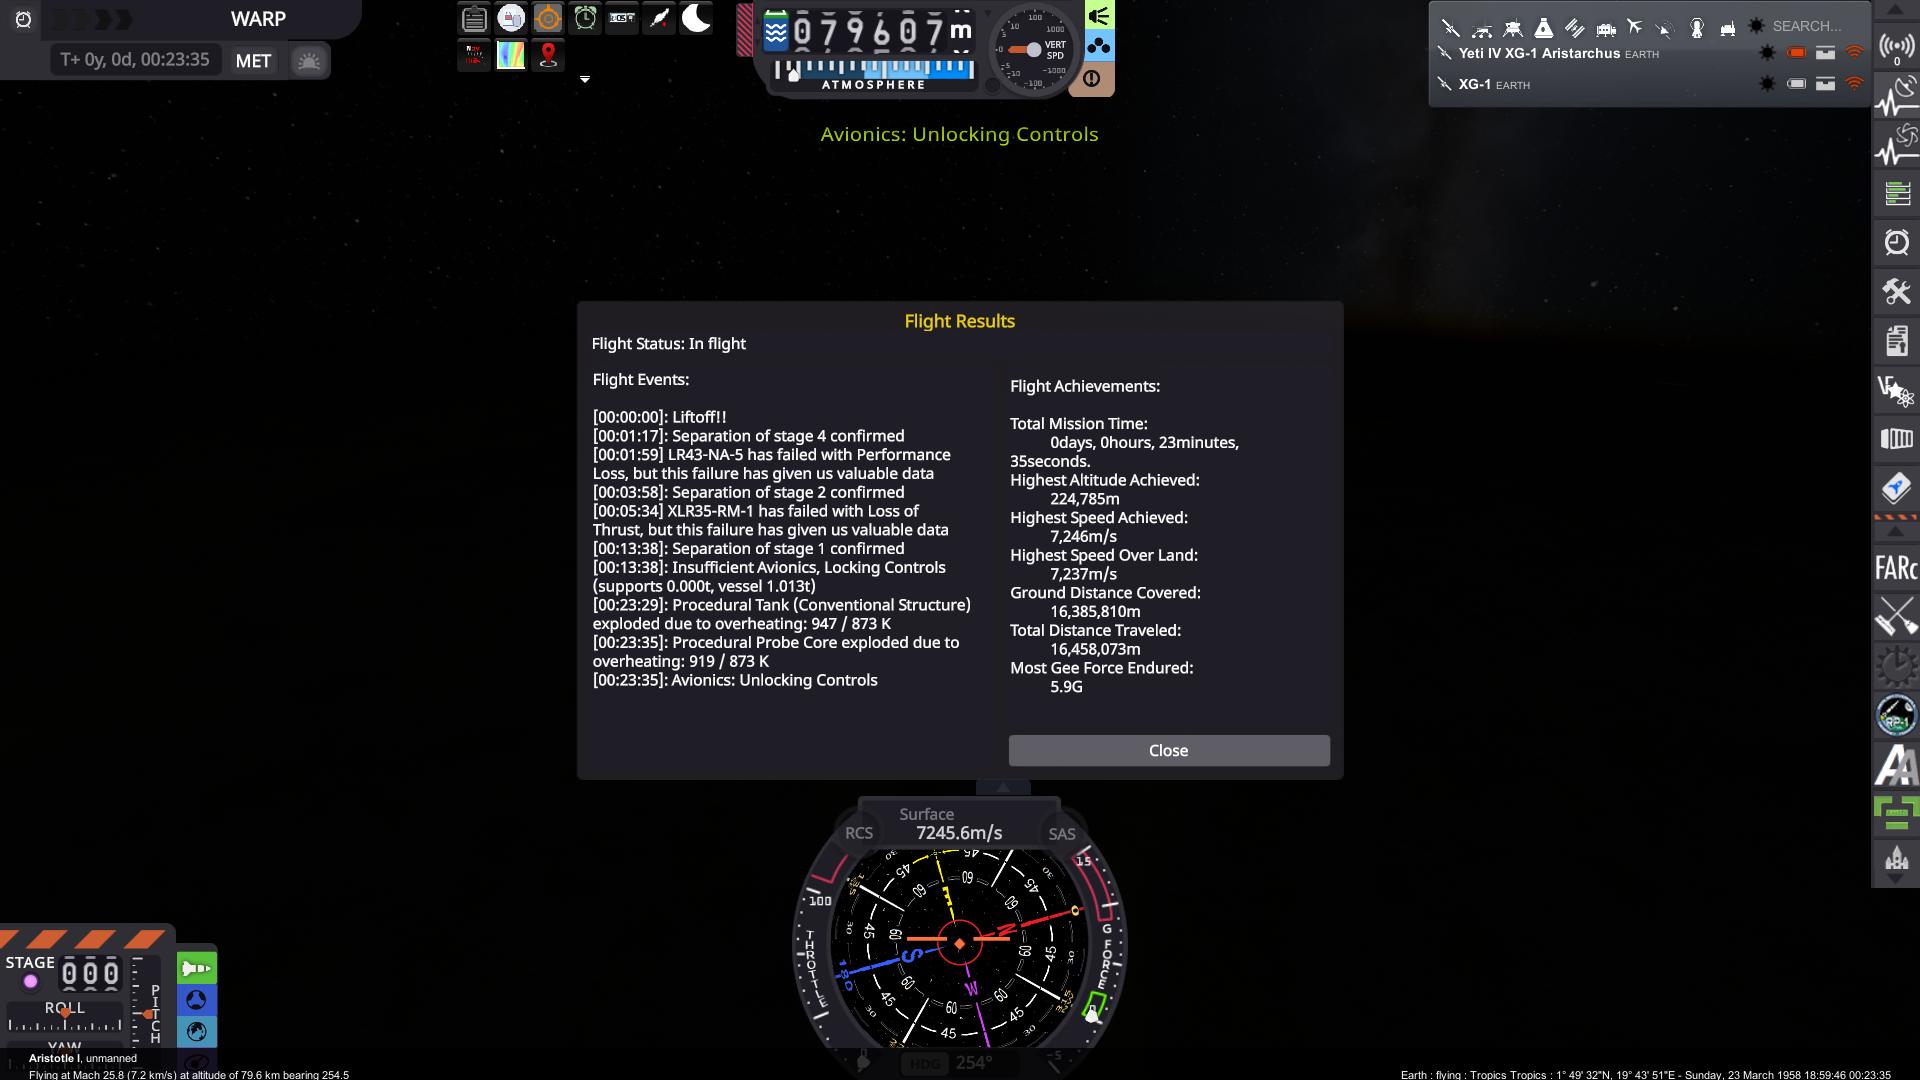 WARP
T+ 0y, 0d, 00:23:35
MET
079607 m
ATMOSPHERE
VERT
SPD
SEARCH...
Yeti IV XG-1 Aristarchus EARTH
XG-1 EARTH
0
Avionics: Unlocking Controls
Flight Results
Flight Status: In flight
Flight Events:
[00:00:00]: Liftoff!!
[00:01:17]: Separation of stage 4 confirmed
[00:01:59] LR43-NA-5 has failed with Performance
Loss, but this failure has given us valuable data
[00:03:58]: Separation of stage 2 confirmed
[00:05:34] XLR35-RM-1 has failed with Loss of
Thrust, but this failure has given us valuable data
[00:13:38]: Separation of stage 1 confirmed
[00:13:38]: Insufficient Avionics, Locking Controls
(supports 0.000t, vessel 1.013t)
[00:23:29]: Procedural Tank (Conventional Structure)
exploded due to overheating: 947 / 873 K
[00:23:35]: Procedural Probe Core exploded due to
overheating: 919 / 873 K
[00:23:35]: Avionics: Unlocking Controls
Flight Achievements:
Total Mission Time:
0days, 0hours, 23minutes,
35seconds.
Highest Altitude Achieved:
224,785m
Highest Speed Achieved:
7,246m/s
Highest Speed Over Land:
7,237m/s
Ground Distance Covered:
16,385,810m
Total Distance Traveled:
16,458,073m
Most Gee Force Endured:
5.9G
Close
FARc
RP-1
Surface
RCS
7245.6m/s
SAS
100
15
THROTTLE
G FORCE
N
S
W
45
60
30
180
-5
HDG 254°
STAGE
000
ROLL
PITCH
YAW
Aristotle I, unmanned
Flying at Mach 25.8 (7.2 km/s) at altitude of 79.6 km bearing 254.5
Earth : flying : Tropics Tropics : 1° 49' 32"N, 19° 43' 51"E - Sunday, 23 March 1958 18:59:46 00:23:35